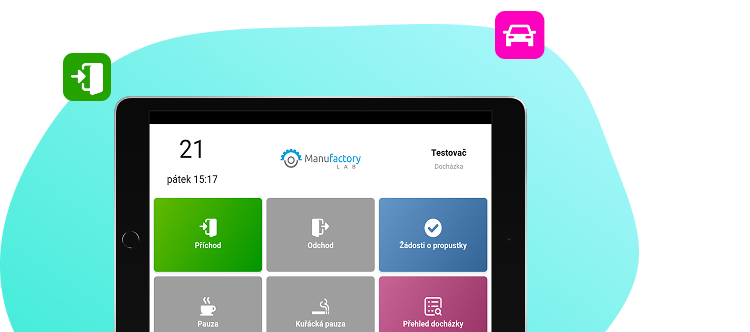 21
pátek 15:17
Manufactory
LAB
Testovač
Docházka
Příchod
Odchod
Žádosti o propustky
Pauza
Kuřácká pauza
Přehled docházky